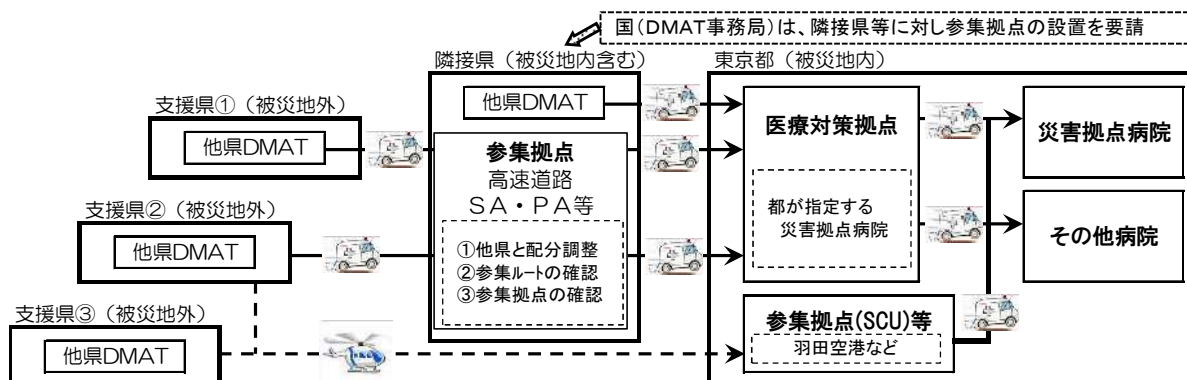 国(DMAT事務局)は、隣接県等に対し参集拠点の設置を要請
隣接県（被災地内含む）
東京都（被災地内）
他県DMAT
支援県①（被災地外）
他県DMAT
参集拠点
高速道路
SA・PA等
①他県と配分調整
②参集ﾙｰﾄの確認
③参集拠点の確認
医療対策拠点
都が指定する
災害拠点病院
災害拠点病院
その他病院
支援県②（被災地外）
他県DMAT
支援県③（被災地外）
他県DMAT
参集拠点(SCU)等
羽田空港など